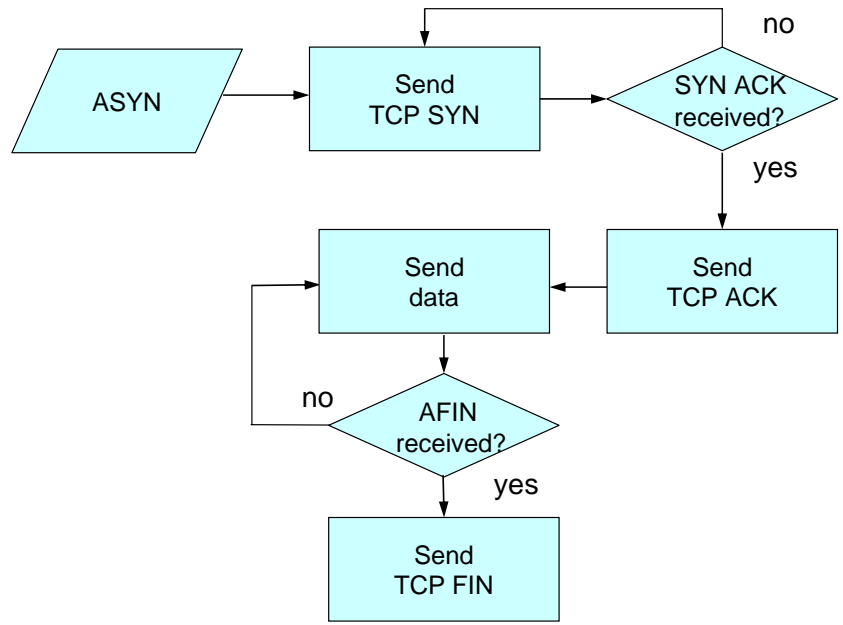 no
ASYN
Send
TCP SYN
SYN ACK
received?
yes
Send
data
Send
TCP ACK
no
AFIN
received?
yes
Send
TCP FIN